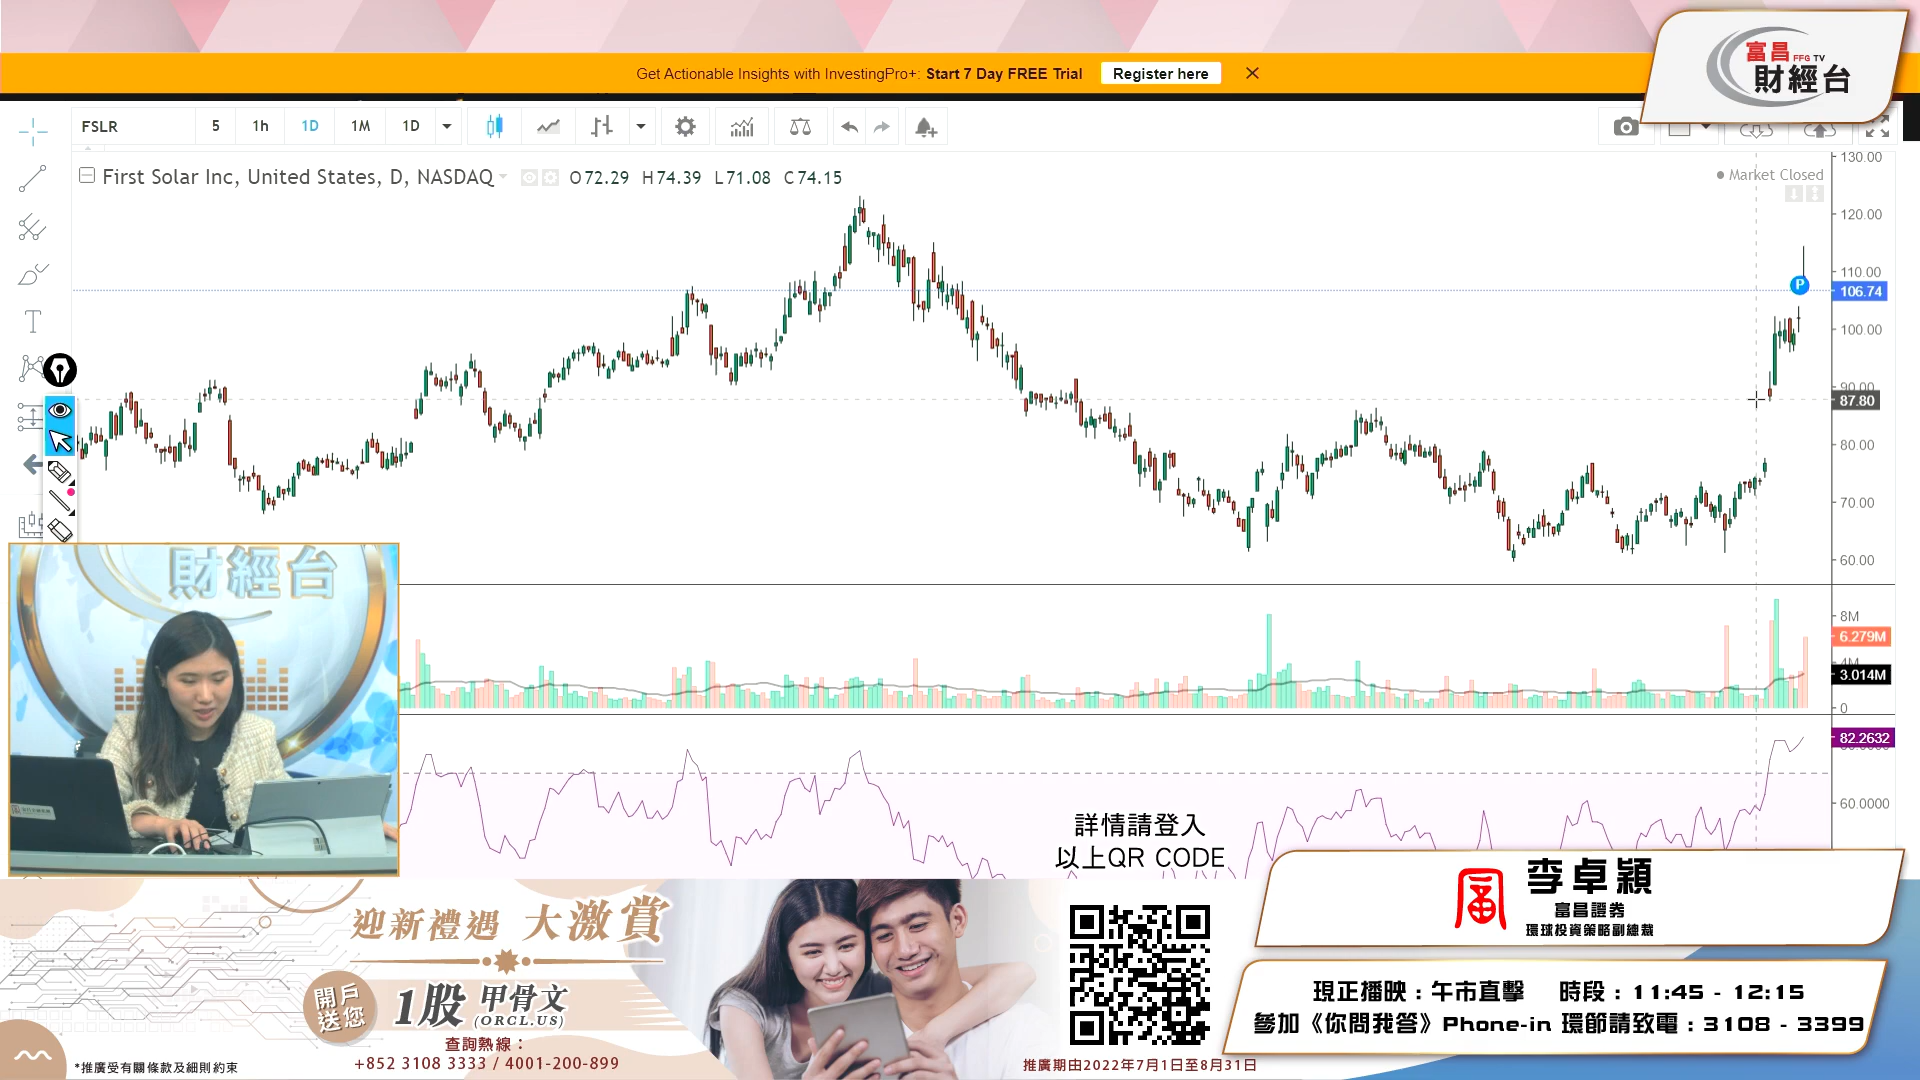 Get Actionable Insights with InvestingPro+: Start 7 Day FREE Trial
Register here
富昌 FFG TV
財經台
FSLR
5
1h
1D
1M
1D
First Solar Inc, United States, D, NASDAQ
O72.29 H74.39 L71.08 C74.15
Market Closed
130.00
120.00
110.00
P
106.74
100.00
90.00
87.80
80.00
70.00
60.00
8M
6.279M
4M
3.014M
0
82.2632
60.0000
財經台
詳情請登入
以上QR CODE
李卓穎
富昌證券
環球投資策略副總裁
迎新禮遇 大激賞
開戶
送您
1股 甲骨文
(ORCL.US)
查詢熱線：
+852 3108 3333 / 4001-200-899
*推廣受有關條款及細則約束
推廣期由2022年7月1日至8月31日
現正播映：午市直擊 時段：11:45 - 12:15
參加《你問我答》Phone-in 環節請致電：3108 - 3399